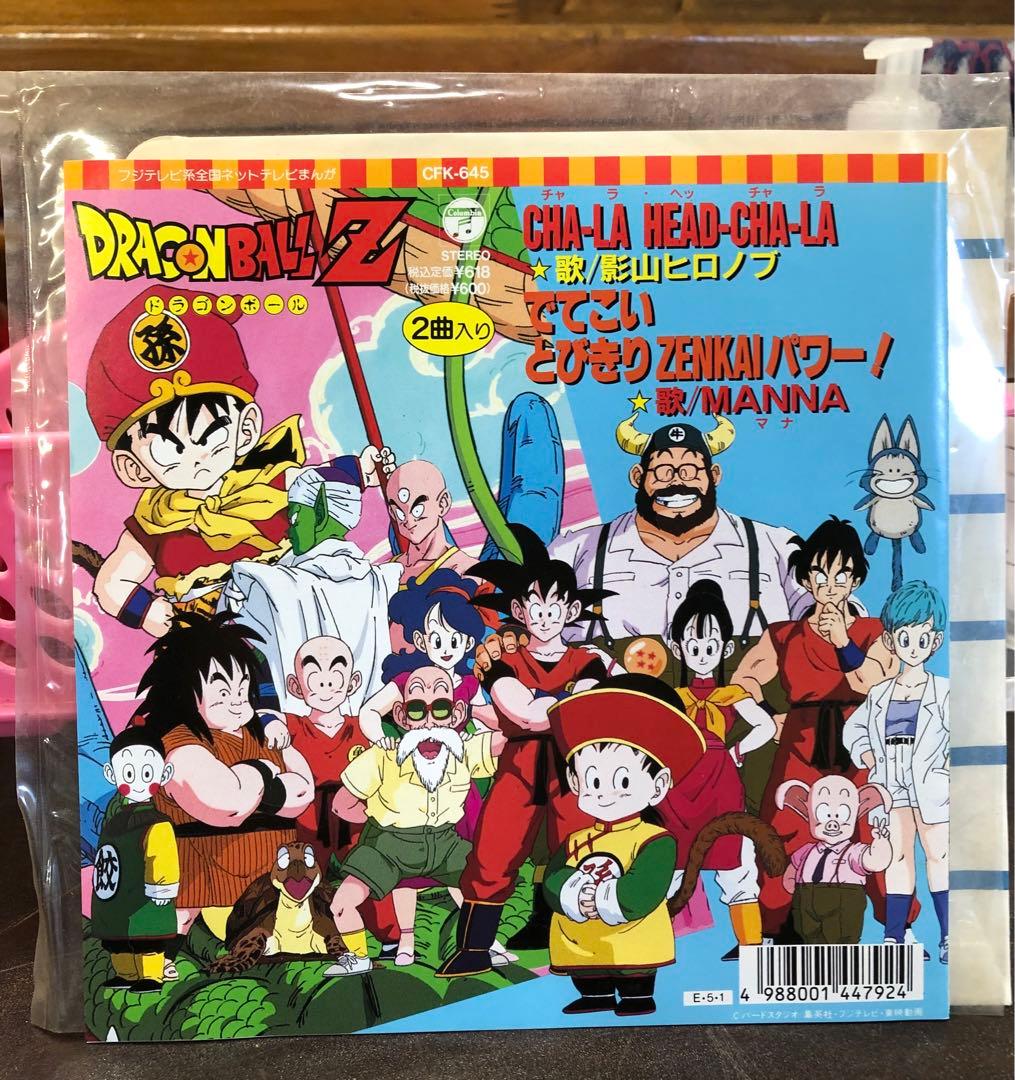 フジテレビ系全国ネットテレビまんが
CFK-645
DRAGON BALL Z
ドラゴンボール
Columbia
STEREO
税込定価¥618
(税抜価格¥600)
2曲入り
チャ ラ・ヘッ チャ ラ
CHA-LA HEAD-CHA-LA
★歌/影山ヒロノブ
でてこい
とびきりZENKAIパワー!
★歌/MANNA
マナ
孫
牛
餃
E・5・1
4 988001 447924
Cバードスタジオ 集英社・フジテレビ・東映動画